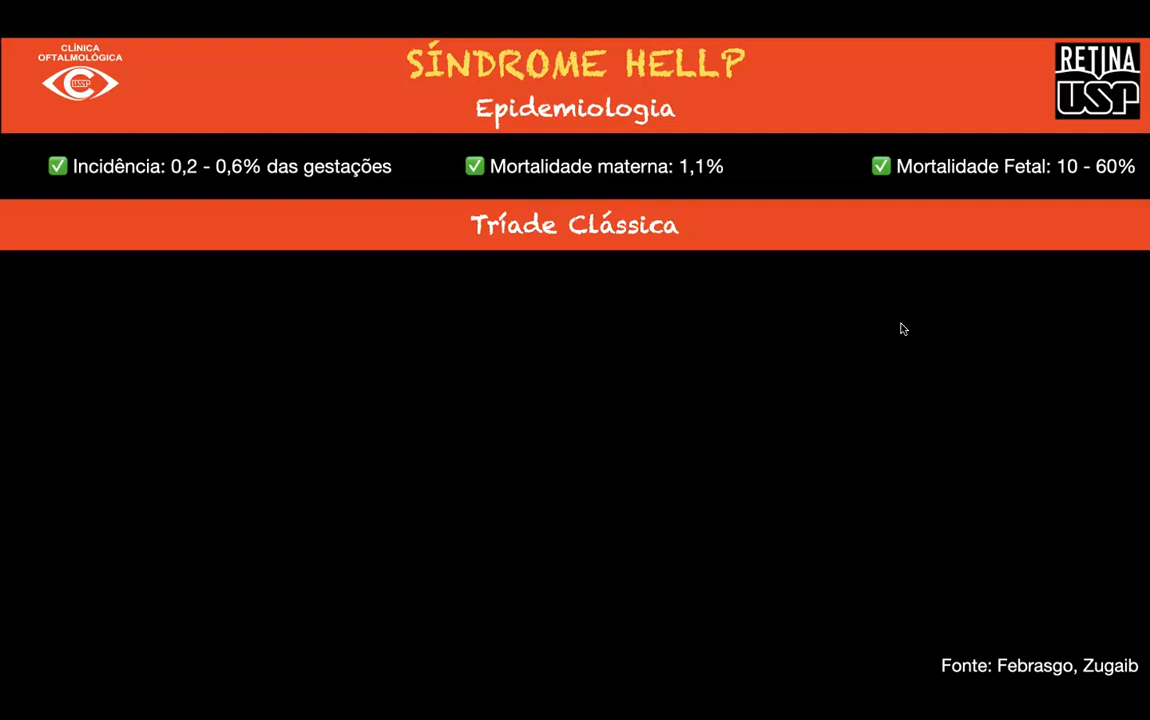 CLÍNICA
OFTALMOLÓGICA
USP
SÍNDROME HELLP
Epidemiologia
RETINA
USP
✅ Incidência: 0,2 - 0,6% das gestações
✅ Mortalidade materna: 1,1%
✅ Mortalidade Fetal: 10 - 60%
Tríade Clássica
Fonte: Febrasgo, Zugaib